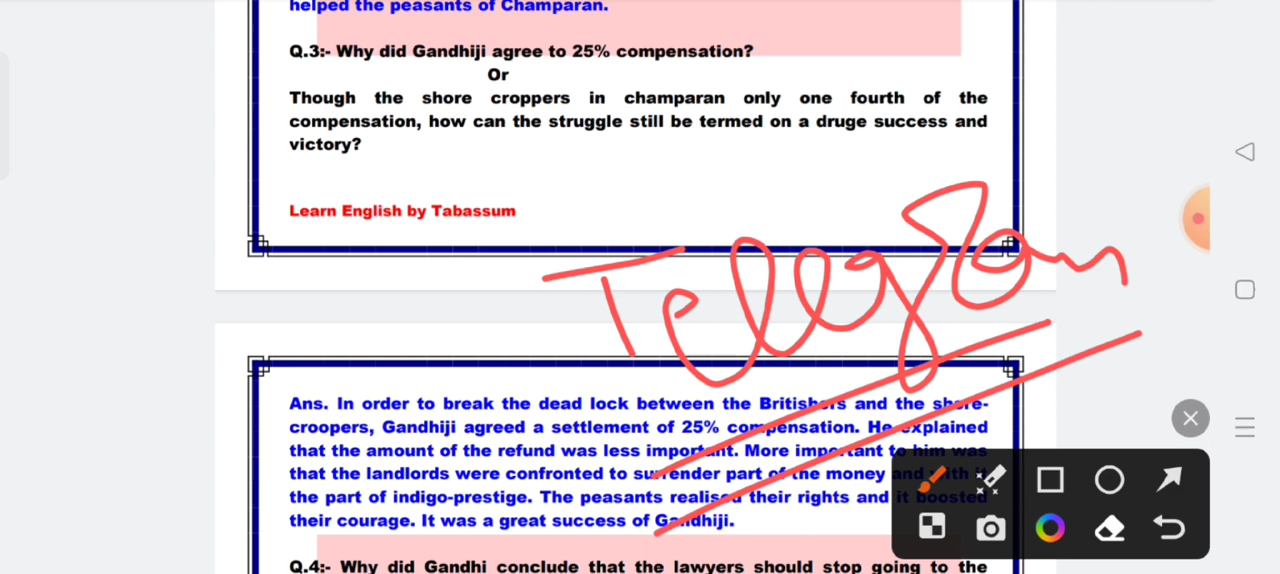 helped the peasants of Champaran.
Q.3:- Why did Gandhiji agree to 25% compensation?
Or
Though the shore croppers in champaran only one fourth of the
compensation, how can the struggle still be termed on a druge success and
victory?
Learn English by Tabassum
Telegram
Ans. In order to break the dead lock between the Britishers and the shore-
croopers, Gandhiji agreed a settlement of 25% compensation. He explained
that the amount of the refund was less important. More important to him was
that the landlords were confronted to surrender part of the money and with it
the part of indigo-prestige. The peasants realised their rights and it boosted
their courage. It was a great success of Gandhiji.
Q.4:- Why did Gandhi conclude that the lawyers should stop going to the